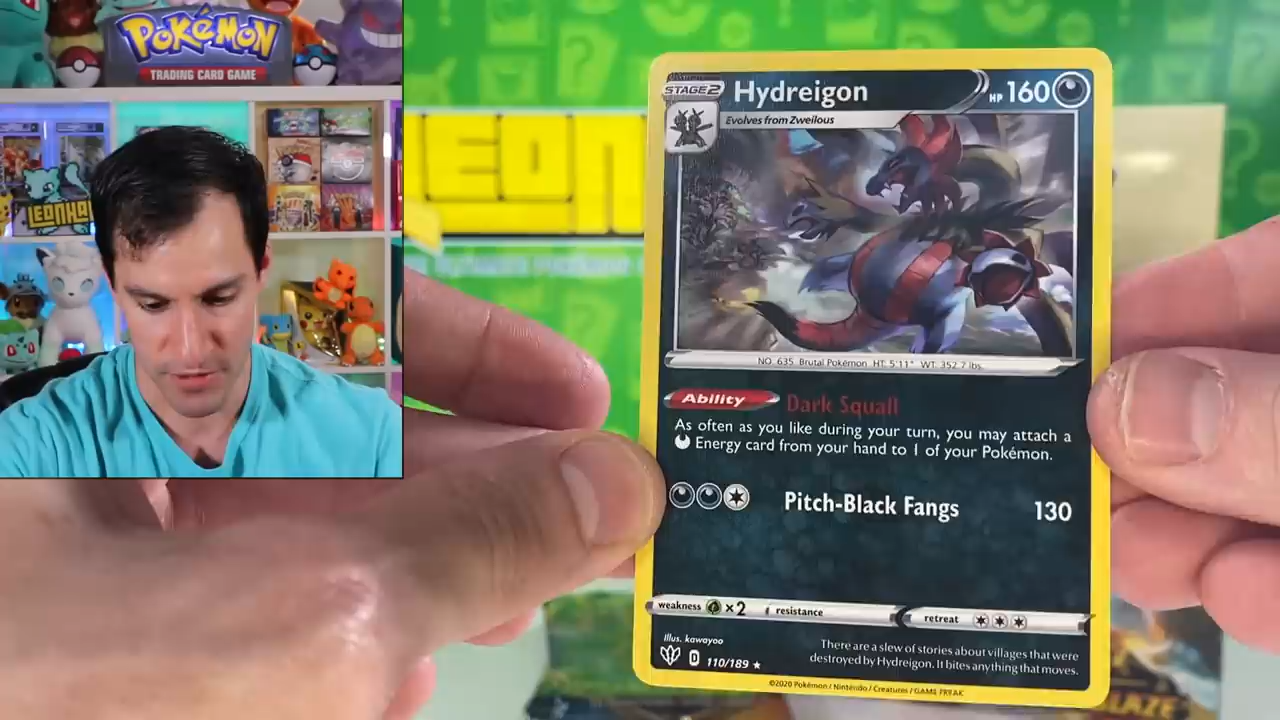 POKéMON
TRADING CARD GAME
LEONHA
LEON
STAGE 2
Hydreigon
HP 160
Evolves from Zweilous
NO. 635 Brutal Pokémon HT: 5'11" WT: 352.7 lbs.
Ability Dark Squall
As often as you like during your turn, you may attach a
Energy card from your hand to 1 of your Pokémon.
Pitch-Black Fangs 130
weakness ×2 resistance
retreat
Illus. kawayoo
D 110/189 ★
There are a slew of stories about villages that were
destroyed by Hydreigon. It bites anything that moves.
©2020 Pokémon / Nintendo / Creatures / GAME FREAK
BLAZE